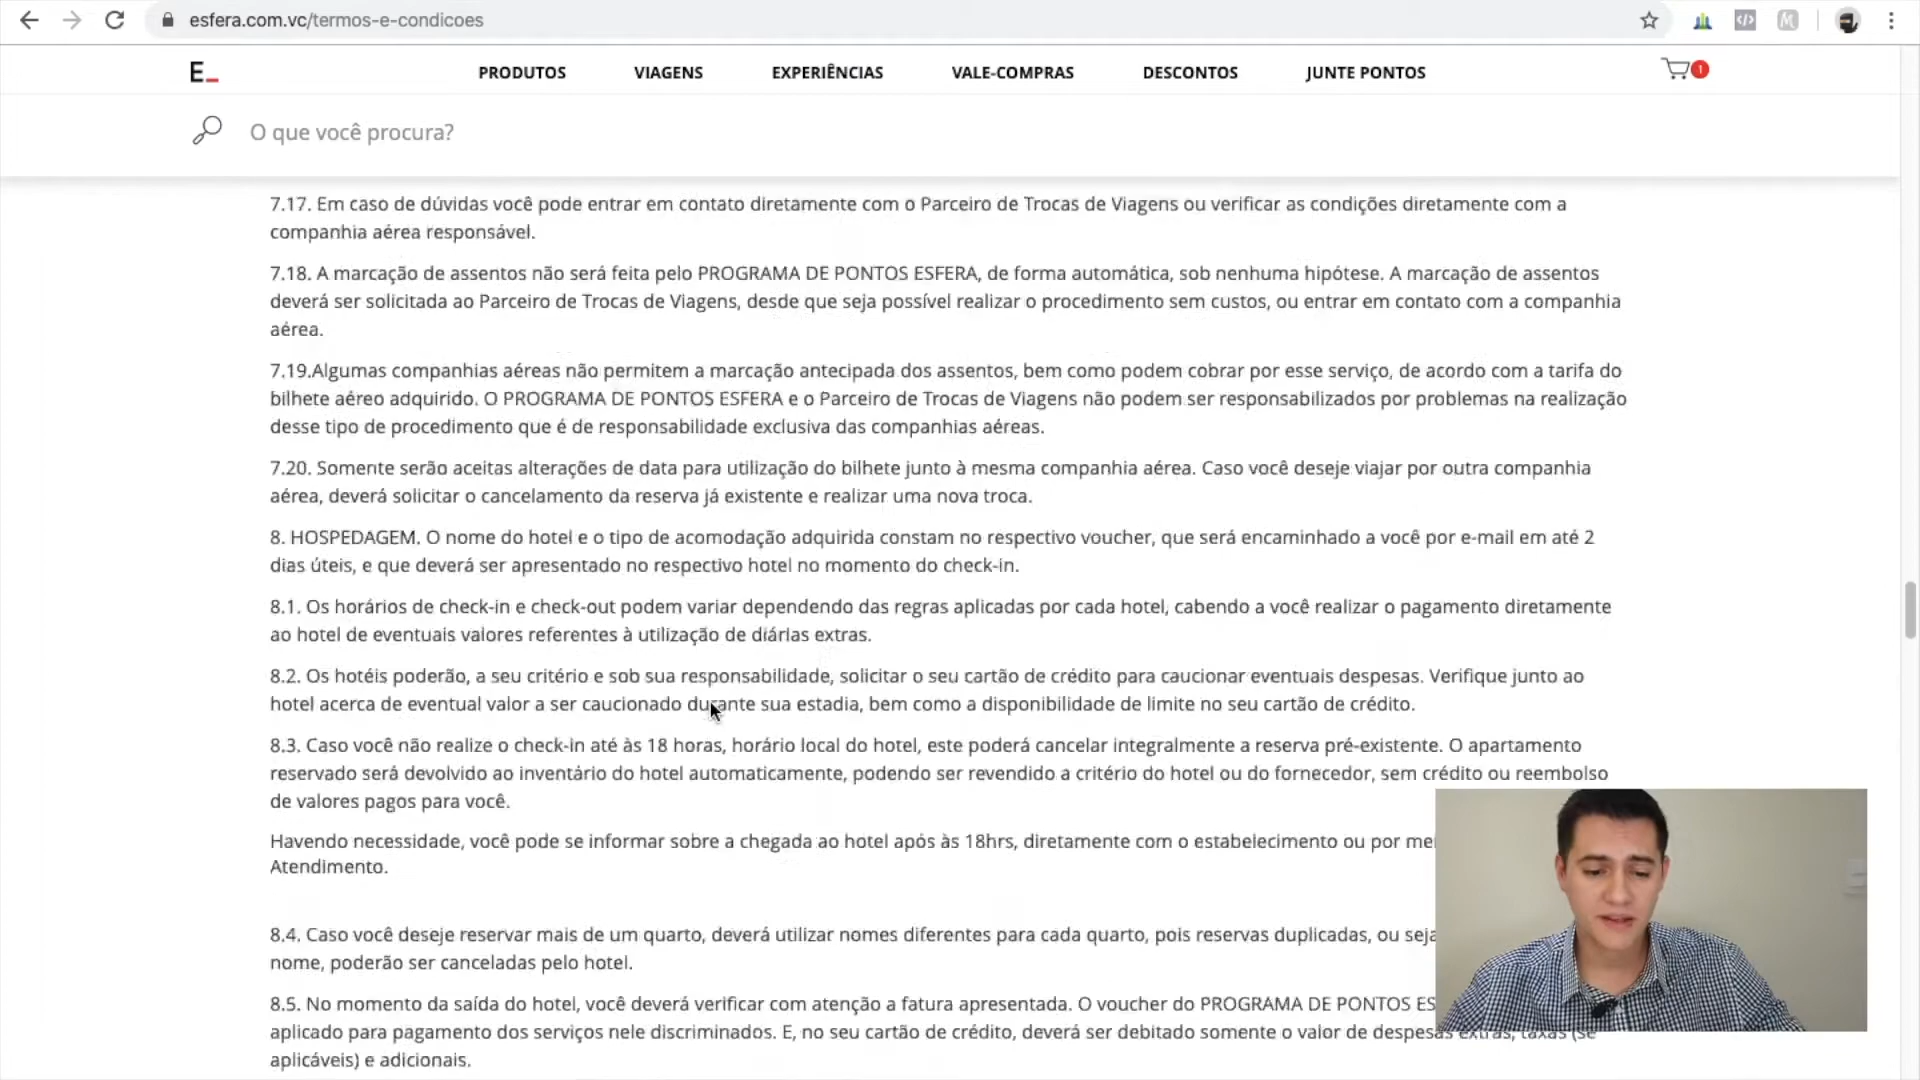 esfera.com.vc/termos-e-condicoes
E_
PRODUTOS
VIAGENS
EXPERIÊNCIAS
VALE-COMPRAS
DESCONTOS
JUNTE PONTOS
1
O que você procura?
7.17. Em caso de dúvidas você pode entrar em contato diretamente com o Parceiro de Trocas de Viagens ou verificar as condições diretamente com a
companhia aérea responsável.
7.18. A marcação de assentos não será feita pelo PROGRAMA DE PONTOS ESFERA, de forma automática, sob nenhuma hipótese. A marcação de assentos
deverá ser solicitada ao Parceiro de Trocas de Viagens, desde que seja possível realizar o procedimento sem custos, ou entrar em contato com a companhia
aérea.
7.19.Algumas companhias aéreas não permitem a marcação antecipada dos assentos, bem como podem cobrar por esse serviço, de acordo com a tarifa do
bilhete aéreo adquirido. O PROGRAMA DE PONTOS ESFERA e o Parceiro de Trocas de Viagens não podem ser responsabilizados por problemas na realização
desse tipo de procedimento que é de responsabilidade exclusiva das companhias aéreas.
7.20. Somente serão aceitas alterações de data para utilização do bilhete junto à mesma companhia aérea. Caso você deseje viajar por outra companhia
aérea, deverá solicitar o cancelamento da reserva já existente e realizar uma nova troca.
8. HOSPEDAGEM. O nome do hotel e o tipo de acomodação adquirida constam no respectivo voucher, que será encaminhado a você por e-mail em até 2
dias úteis, e que deverá ser apresentado no respectivo hotel no momento do check-in.
8.1. Os horários de check-in e check-out podem variar dependendo das regras aplicadas por cada hotel, cabendo a você realizar o pagamento diretamente
ao hotel de eventuais valores referentes à utilização de diárias extras.
8.2. Os hotéis poderão, a seu critério e sob sua responsabilidade, solicitar o seu cartão de crédito para caucionar eventuais despesas. Verifique junto ao
hotel acerca de eventual valor a ser caucionado durante sua estadia, bem como a disponibilidade de limite no seu cartão de crédito.
8.3. Caso você não realize o check-in até às 18 horas, horário local do hotel, este poderá cancelar integralmente a reserva pré-existente. O apartamento
reservado será devolvido ao inventário do hotel automaticamente, podendo ser revendido a critério do hotel ou do fornecedor, sem crédito ou reembolso
de valores pagos para você.
Havendo necessidade, você pode se informar sobre a chegada ao hotel após às 18hrs, diretamente com o estabelecimento ou por
Atendimento.
8.4. Caso você deseje reservar mais de um quarto, deverá utilizar nomes diferentes para cada quarto, pois reservas duplicadas, ou
nome, poderão ser canceladas pelo hotel.
8.5. No momento da saída do hotel, você deverá verificar com atenção a fatura apresentada. O voucher do PROGRAMA DE PONTOS
aplicado para pagamento dos serviços nele discriminados. E, no seu cartão de crédito, deverá ser debitado somente o valor de despesas extras, taxas (se
aplicáveis) e adicionais.